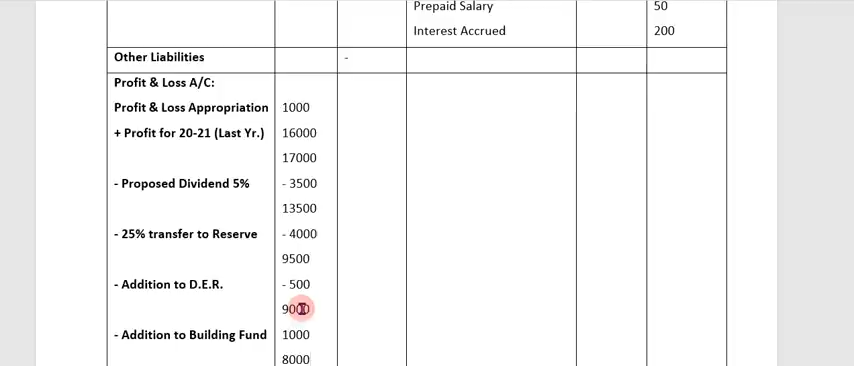 Prepaid Salary 50
Interest Accrued 200
Other Liabilities -
Profit & Loss A/C:
Profit & Loss Appropriation 1000
+ Profit for 20-21 (Last Yr.) 16000
17000
- Proposed Dividend 5% - 3500
13500
- 25% transfer to Reserve - 4000
9500
- Addition to D.E.R. - 500
9000
- Addition to Building Fund 1000
8000